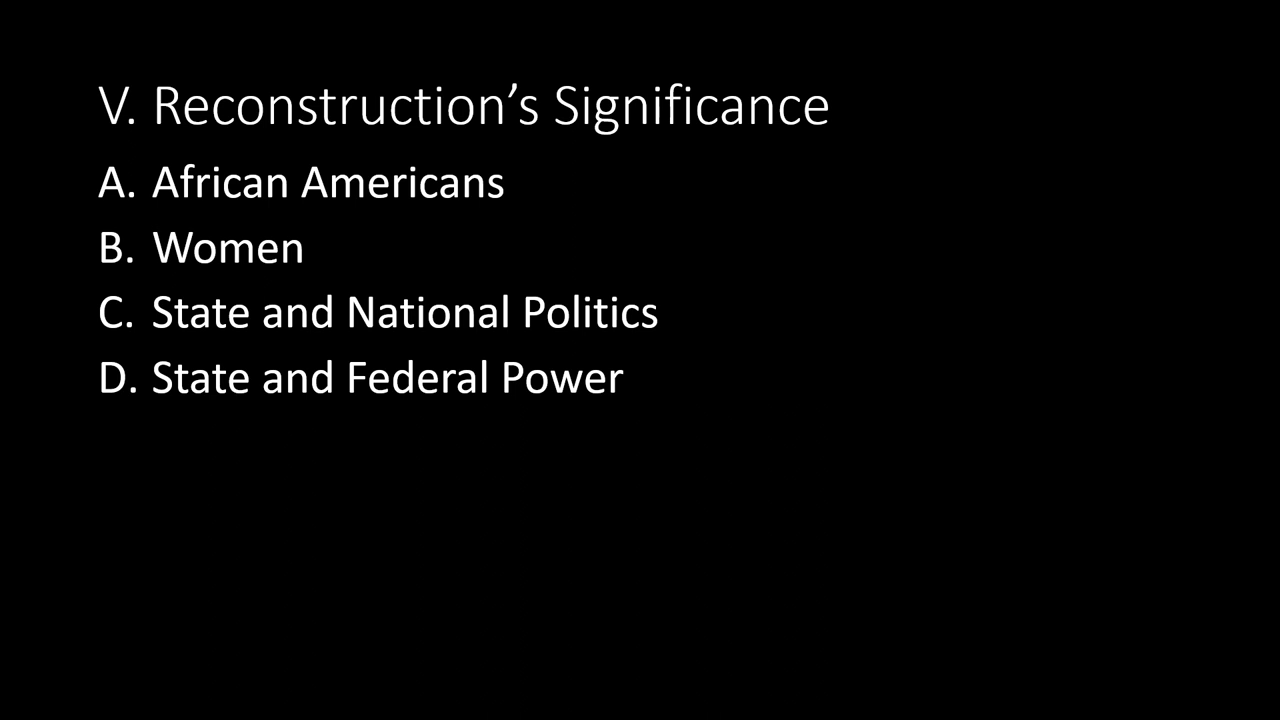 V. Reconstruction’s Significance
A. African Americans
B. Women
C. State and National Politics
D. State and Federal Power